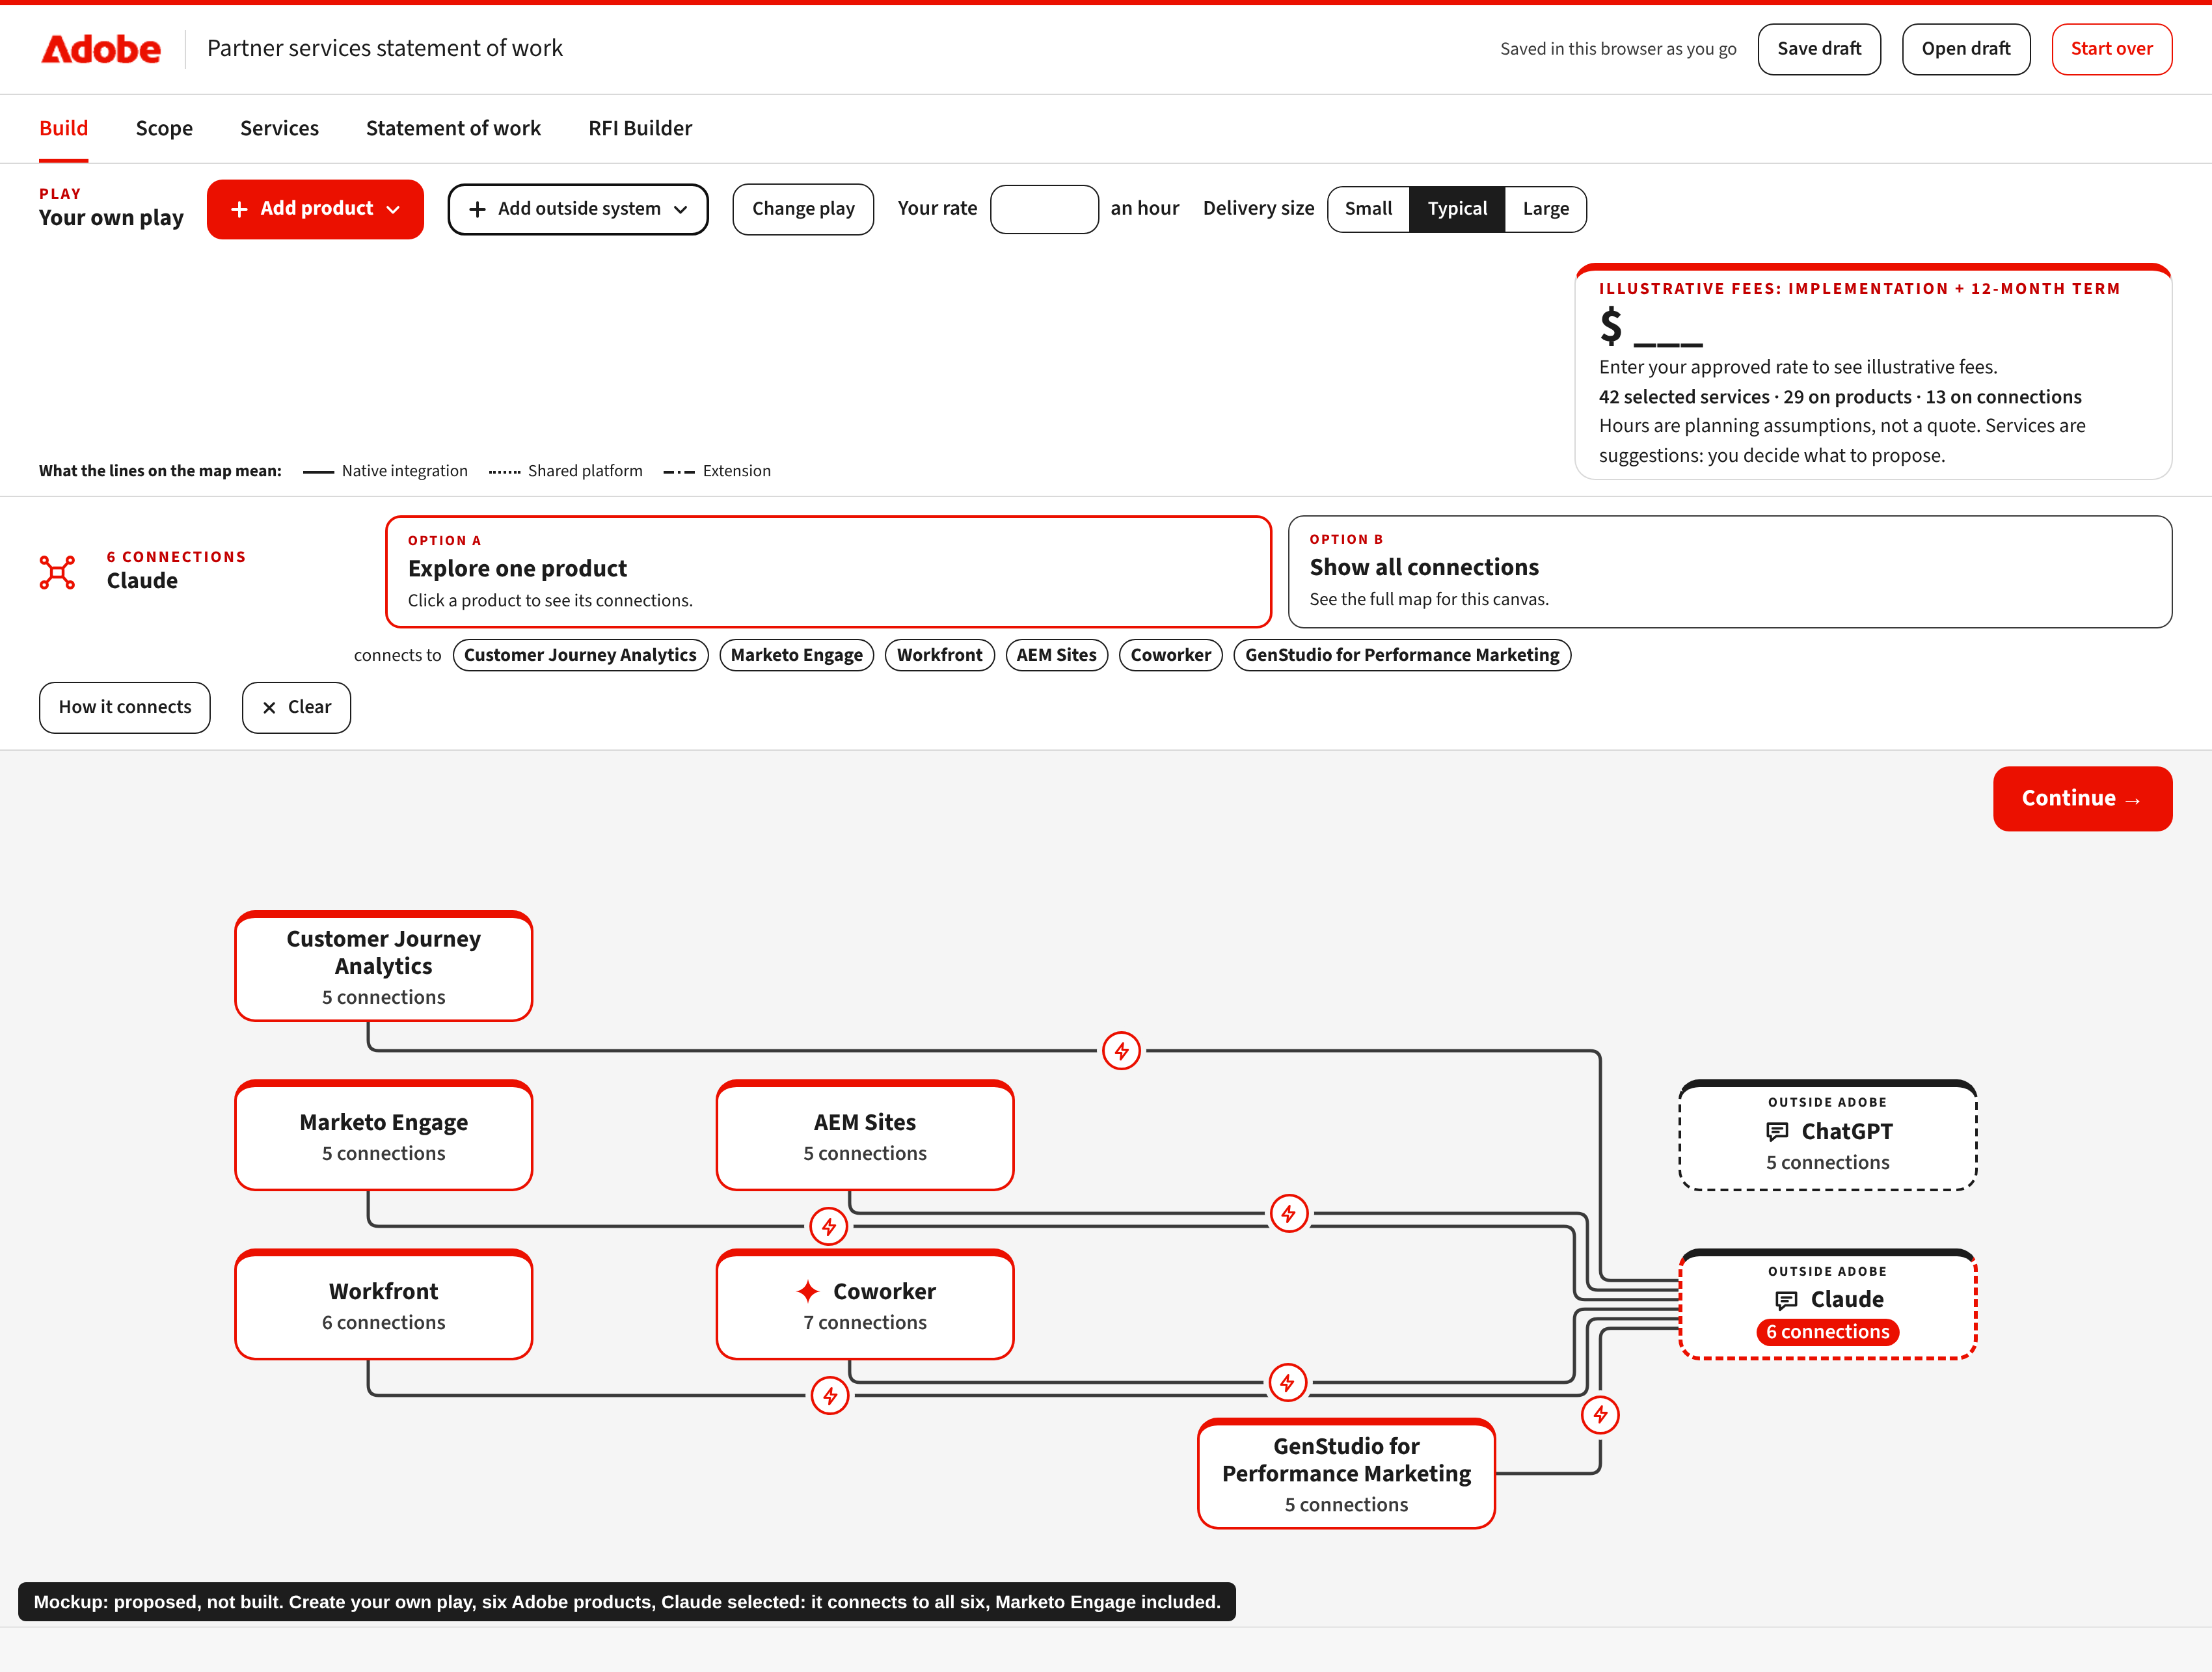 Adobe
Partner services statement of work
Saved in this browser as you go
Save draft
Open draft
Start over
Build
Scope
Services
Statement of work
RFI Builder
PLAY
Your own play
Add product
Add outside system
Change play
Your rate
an hour
Delivery size
Small
Typical
Large
ILLUSTRATIVE FEES: IMPLEMENTATION + 12-MONTH TERM
$ ___
Enter your approved rate to see illustrative fees.
42 selected services · 29 on products · 13 on connections
Hours are planning assumptions, not a quote. Services are
suggestions: you decide what to propose.
What the lines on the map mean:
Native integration
Shared platform
Extension
6 CONNECTIONS
Claude
OPTION A
Explore one product
Click a product to see its connections.
OPTION B
Show all connections
See the full map for this canvas.
connects to
Customer Journey Analytics
Marketo Engage
Workfront
AEM Sites
Coworker
GenStudio for Performance Marketing
How it connects
Clear
Continue →
Customer Journey
Analytics
5 connections
Marketo Engage
5 connections
AEM Sites
5 connections
OUTSIDE ADOBE
ChatGPT
5 connections
Workfront
6 connections
Coworker
7 connections
OUTSIDE ADOBE
Claude
6 connections
GenStudio for
Performance Marketing
5 connections
Mockup: proposed, not built. Create your own play, six Adobe products, Claude selected: it connects to all six, Marketo Engage included.